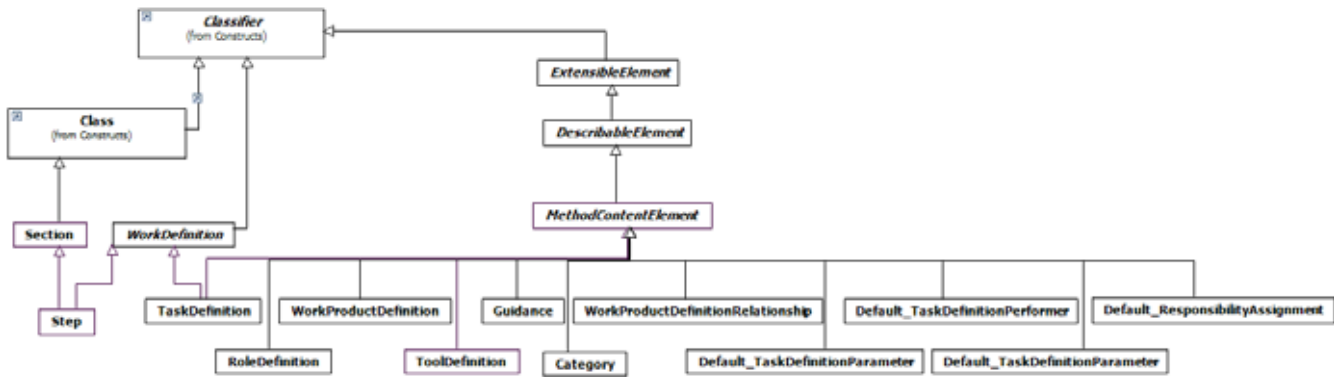 Classifier
(from Constructs)
ExtensibleElement
Class
(from Constructs)
DescribableElement
MethodContentElement
Section
WorkDefinition
TaskDefinition
WorkProductDefinition
Guidance
WorkProductDefinitionRelationship
Default_TaskDefinitionPerformer
Default_ResponsibilityAssignment
Step
RoleDefinition
ToolDefinition
Category
Default_TaskDefinitionParameter
Default_TaskDefinitionParameter